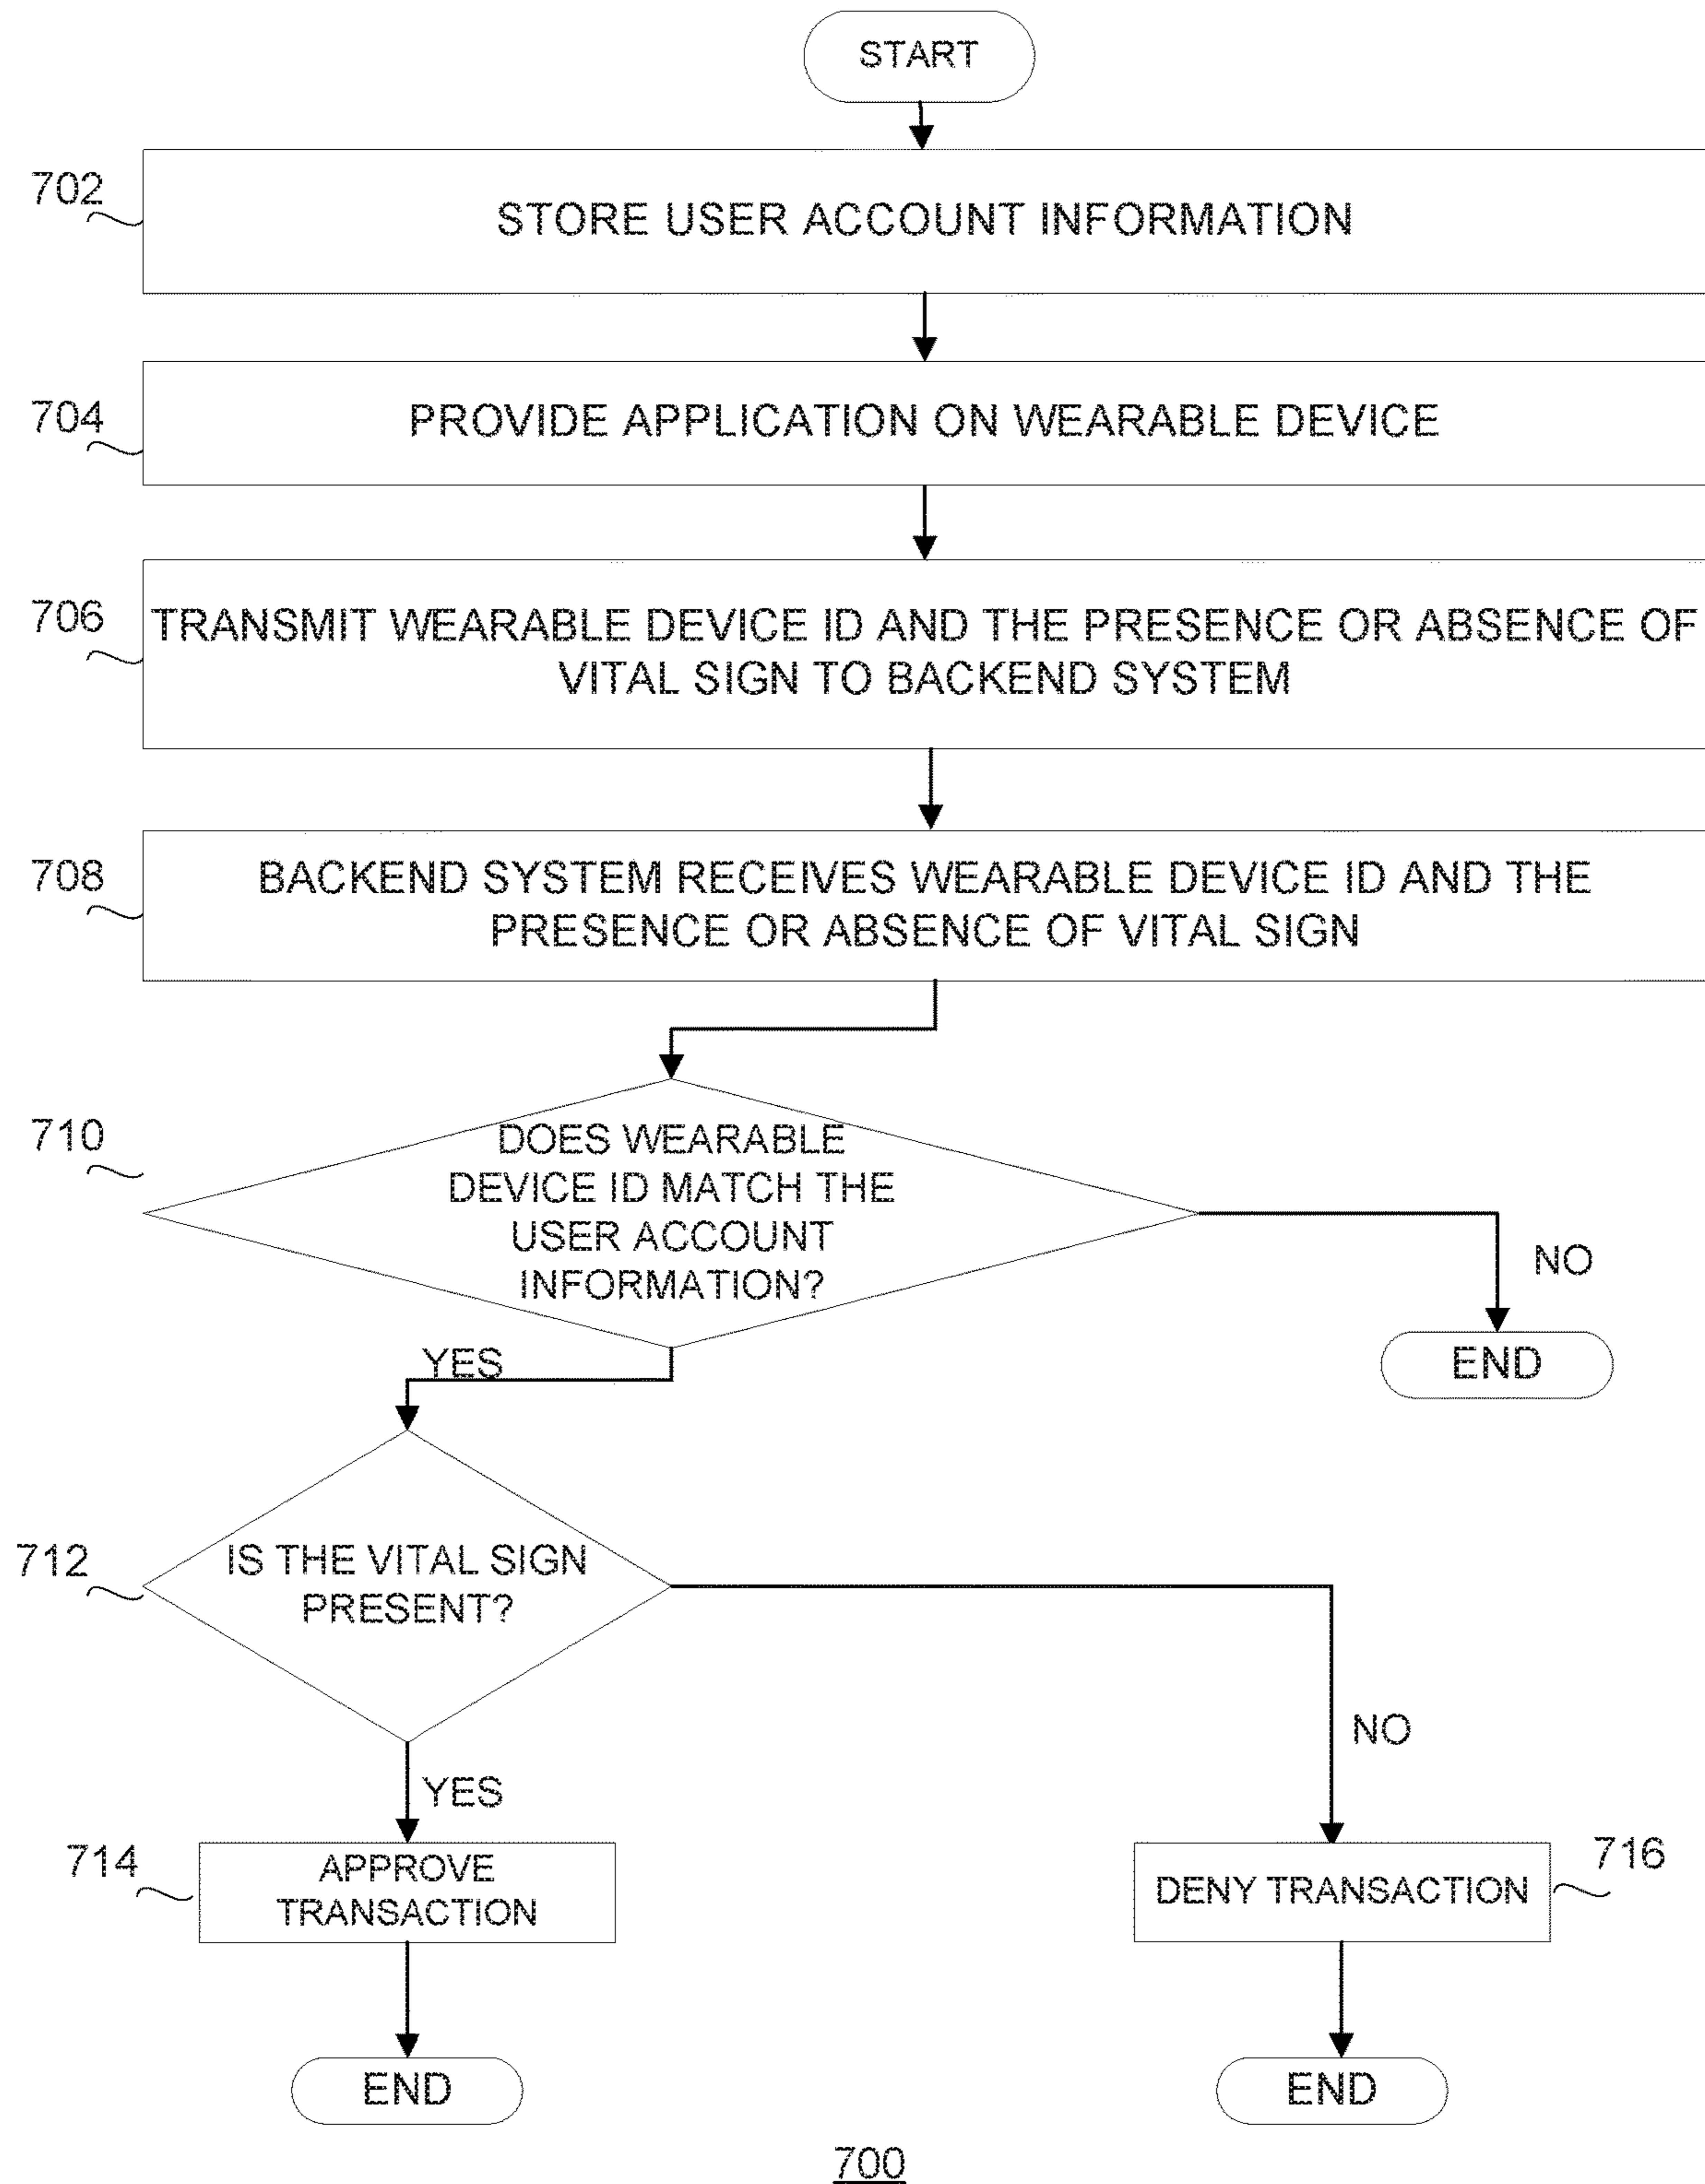 START
702
STORE USER ACCOUNT INFORMATION
704
PROVIDE APPLICATION ON WEARABLE DEVICE
706
TRANSMIT WEARABLE DEVICE ID AND THE PRESENCE OR ABSENCE OF
VITAL SIGN TO BACKEND SYSTEM
708
BACKEND SYSTEM RECEIVES WEARABLE DEVICE ID AND THE
PRESENCE OR ABSENCE OF VITAL SIGN
710
DOES WEARABLE
DEVICE ID MATCH THE
USER ACCOUNT
INFORMATION?
NO
END
YES
712
IS THE VITAL SIGN
PRESENT?
NO
YES
714
APPROVE
TRANSACTION
716
DENY TRANSACTION
END
END
700